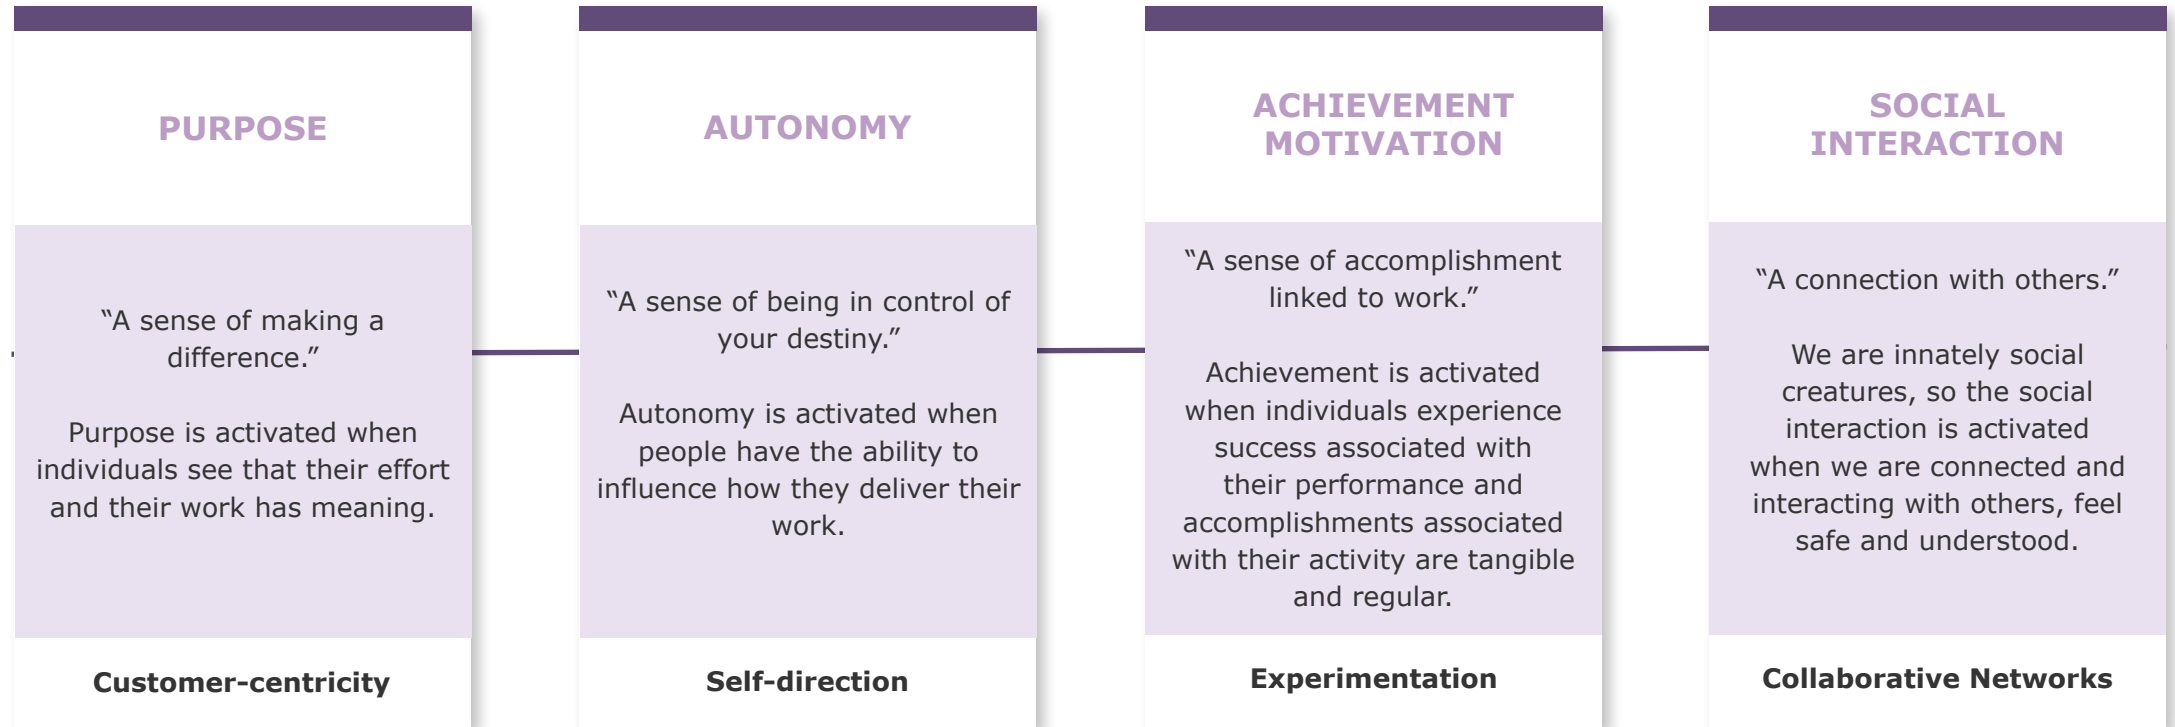 PURPOSE
“A sense of making a
difference.”
Purpose is activated when
individuals see that their effort
and their work has meaning.
Customer-centricity
AUTONOMY
“A sense of being in control of
your destiny.”
Autonomy is activated when
people have the ability to
influence how they deliver their
work.
Self-direction
ACHIEVEMENT
MOTIVATION
“A sense of accomplishment
linked to work.”
Achievement is activated
when individuals experience
success associated with
their performance and
accomplishments associated
with their activity are tangible
and regular.
Experimentation
SOCIAL
INTERACTION
“A connection with others.”
We are innately social
creatures, so the social
interaction is activated
when we are connected and
interacting with others, feel
safe and understood.
Collaborative Networks